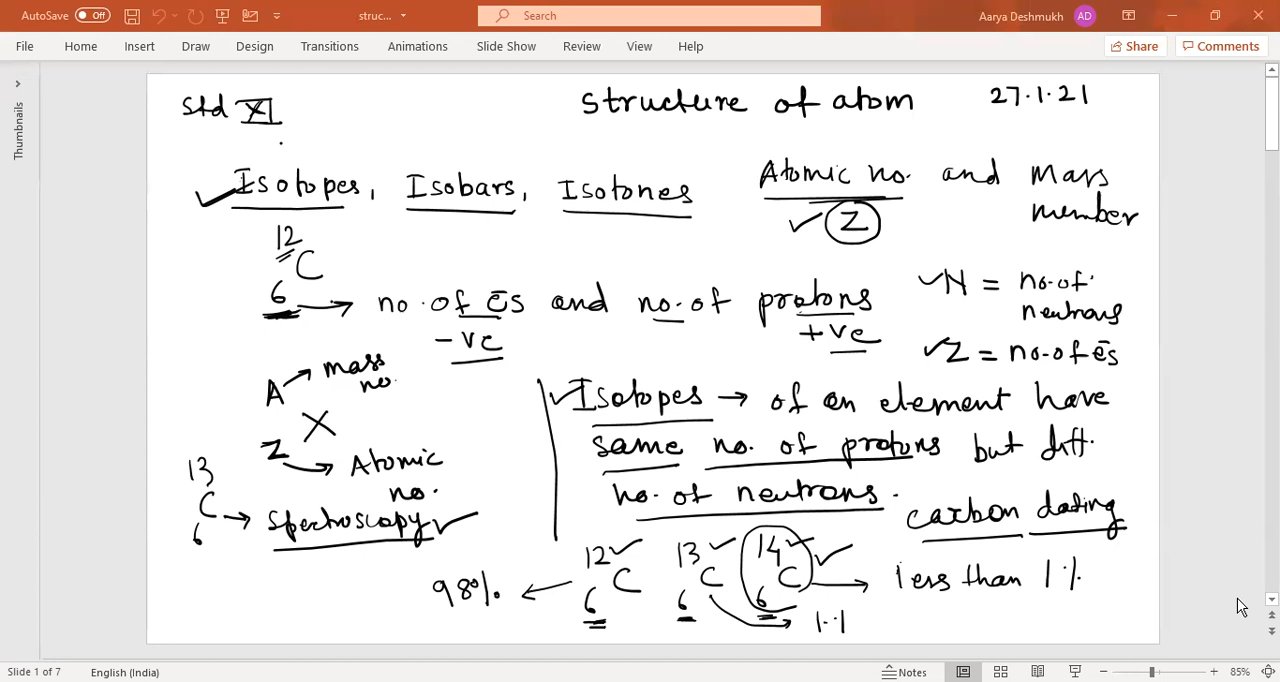 AutoSave Off struc... Search Aarya Deshmukh AD
File Home Insert Draw Design Transitions Animations Slide Show Review View Help Share Comments
Thumbnails
Std XI Structure of atom 27.1.21
Isotopes, Isobars, Isotones Atomic no. and Mass
member
Z
12
C
6 → no. of ēs and no. of protons
-ve +ve
N = no. of
neutrons
Z = no. of ēs
A → mass
no.
X
Z → Atomic
no.
13
C → Spectroscopy
6
Isotopes → of an element have
same no. of protons but diff.
no. of neutrons.
carbon dating
12 13 14
98% ← C C C → less than 1%
6 6 6
1.1
Slide 1 of 7 English (India) Notes 85%